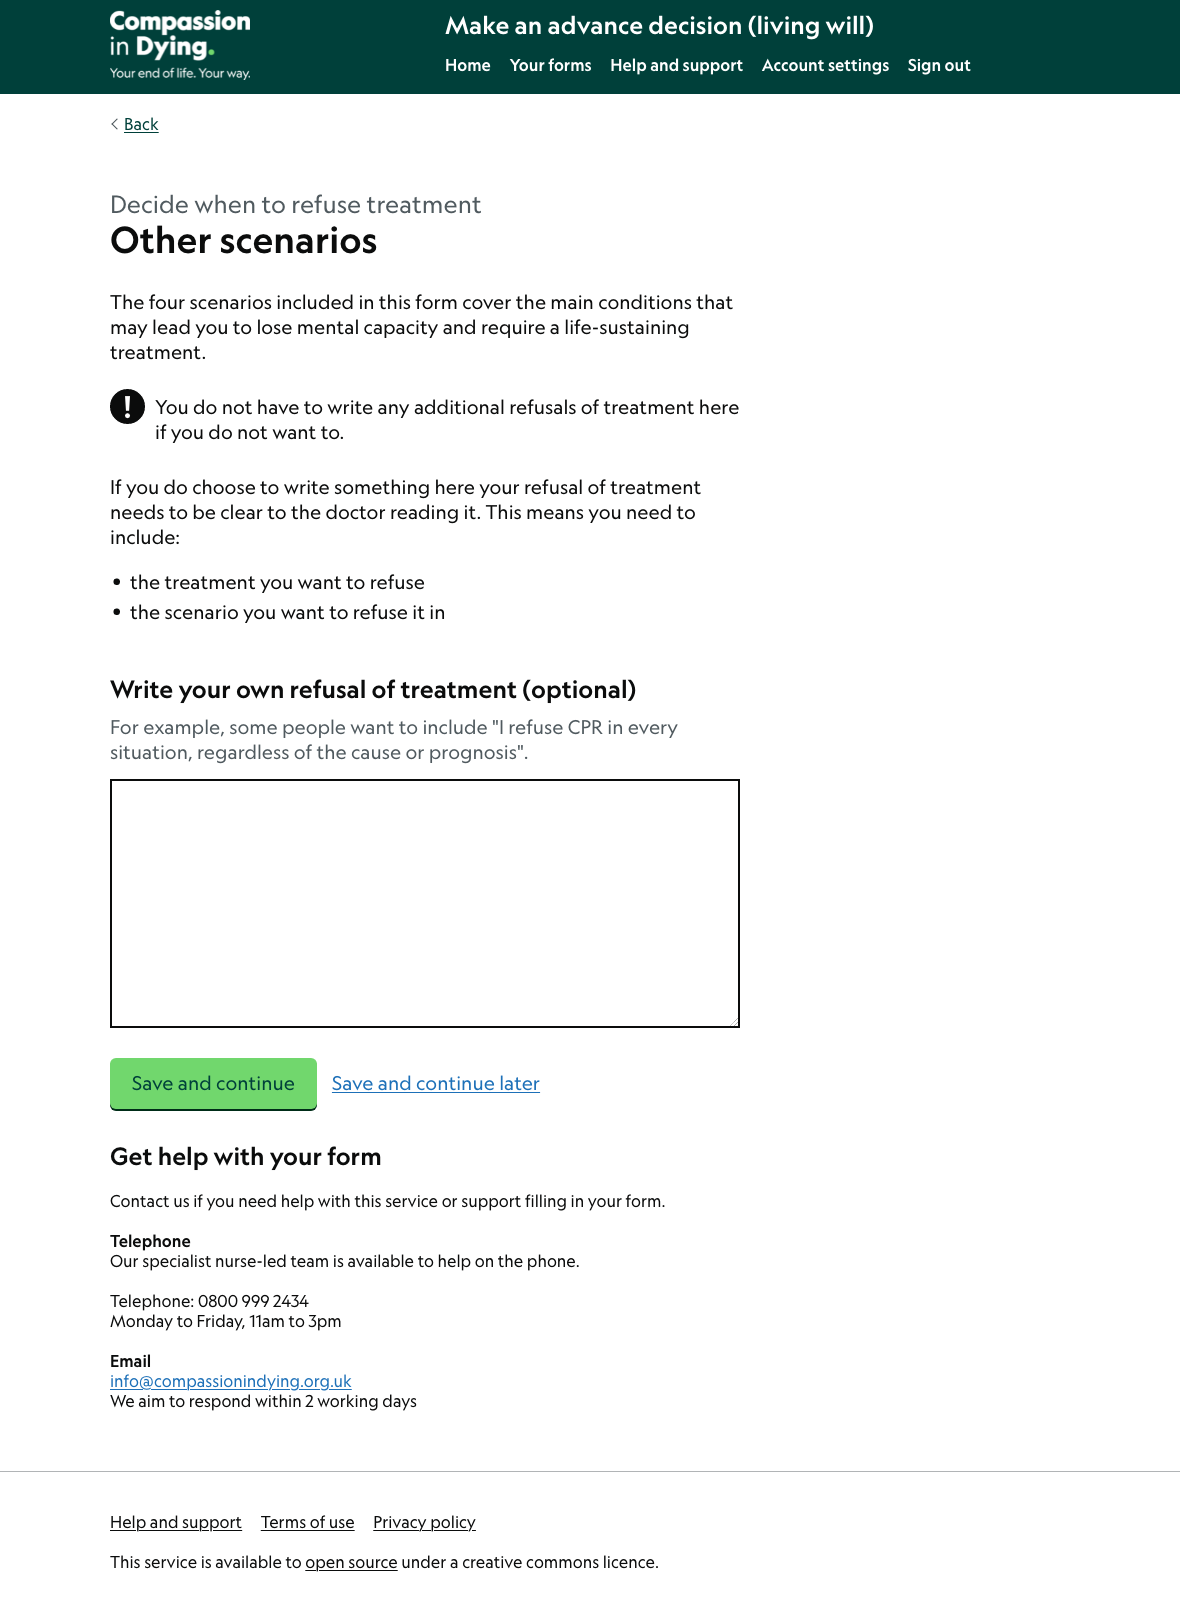 Compassion
in Dying.
Your end of life. Your way.
Make an advance decision (living will)
Home Your forms Help and support Account settings Sign out
Back
Decide when to refuse treatment
Other scenarios
The four scenarios included in this form cover the main conditions that
may lead you to lose mental capacity and require a life-sustaining
treatment.
! You do not have to write any additional refusals of treatment here
if you do not want to.
If you do choose to write something here your refusal of treatment
needs to be clear to the doctor reading it. This means you need to
include:
• the treatment you want to refuse
• the scenario you want to refuse it in
Write your own refusal of treatment (optional)
For example, some people want to include "I refuse CPR in every
situation, regardless of the cause or prognosis".
Save and continue Save and continue later
Get help with your form
Contact us if you need help with this service or support filling in your form.
Telephone
Our specialist nurse-led team is available to help on the phone.
Telephone: 0800 999 2434
Monday to Friday, 11am to 3pm
Email
info@compassionindying.org.uk
We aim to respond within 2 working days
Help and support Terms of use Privacy policy
This service is available to open source under a creative commons licence.